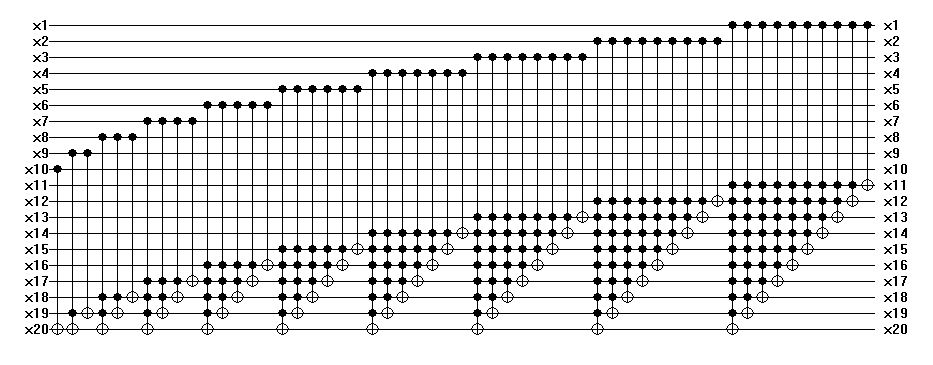 x1 x1
x2 x2
x3 x3
x4 x4
x5 x5
x6 x6
x7 x7
x8 x8
x9 x9
x10 x10
x11 x11
x12 x12
x13 x13
x14 x14
x15 x15
x16 x16
x17 x17
x18 x18
x19 x19
x20 x20